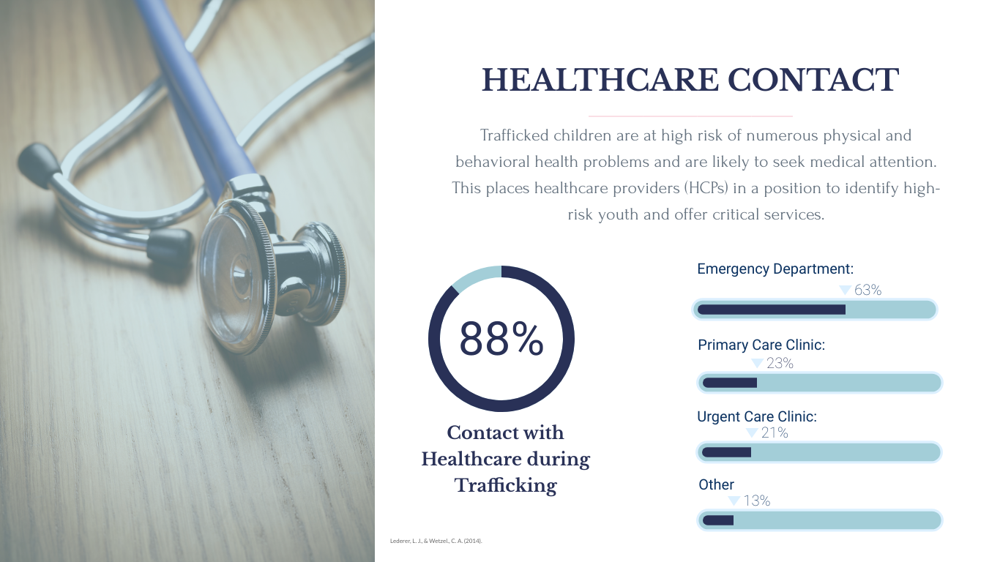 HEALTHCARE CONTACT
Trafficked children are at high risk of numerous physical and
behavioral health problems and are likely to seek medical attention.
This places healthcare providers (HCPs) in a position to identify high-
risk youth and offer critical services.
88%
Contact with
Healthcare during
Trafficking
Emergency Department:
63%
Primary Care Clinic:
23%
Urgent Care Clinic:
21%
Other
13%
Lederer, L. J., & Wetzel., C. A. (2014).